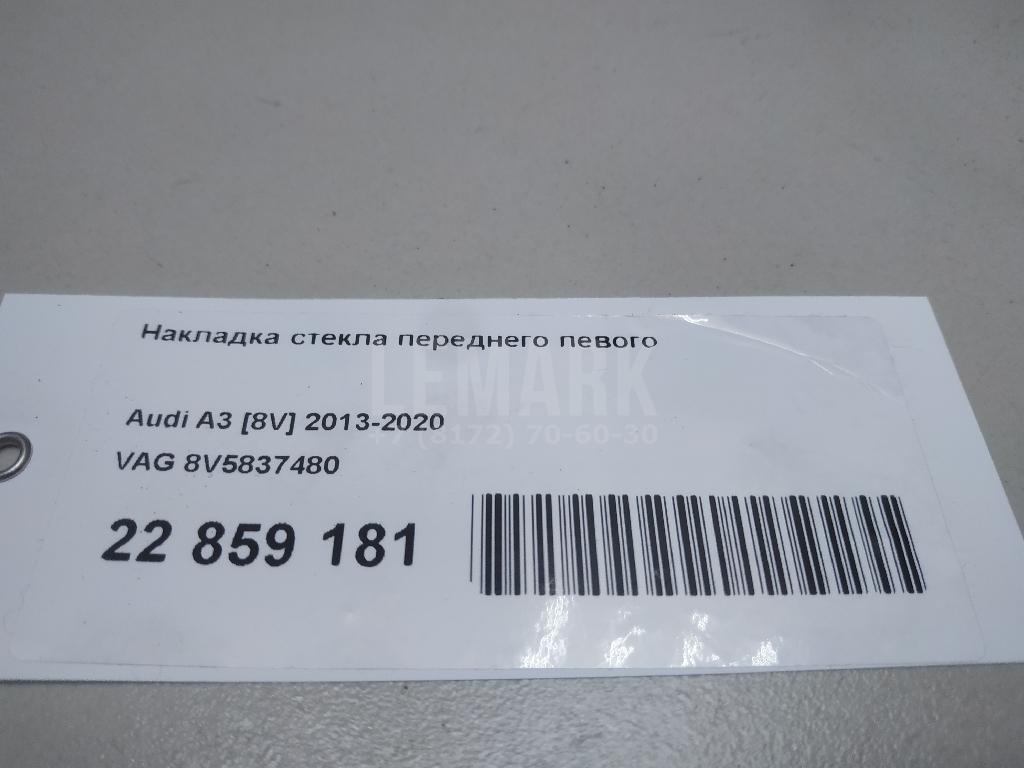 Накладка стекла переднего левого
LEMARK
Audi A3 [8V] 2013-2020
+7 (8172) 70-60-30
VAG 8V5837480
22 859 181